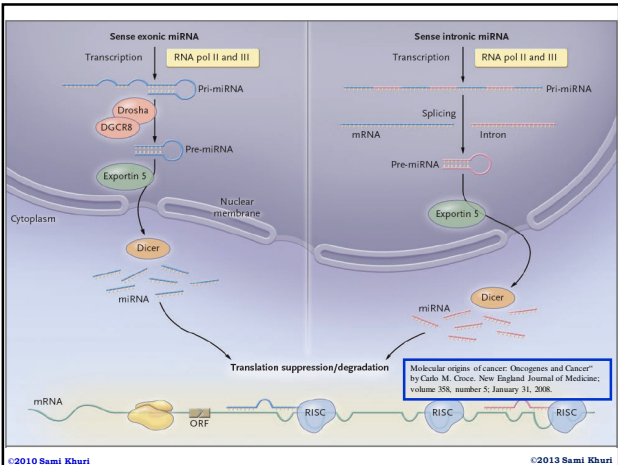 Sense exonic miRNA
Transcription
RNA pol II and III
Pri-miRNA
Drosha
DGCR8
Pre-miRNA
Exportin 5
Nuclear
membrane
Cytoplasm
Dicer
miRNA
Sense intronic miRNA
Transcription
RNA pol II and III
Pri-miRNA
Splicing
mRNA
Intron
Pre-miRNA
Exportin 5
Dicer
miRNA
Translation suppression/degradation
Molecular origins of cancer: Oncogenes and Cancer"
by Carlo M. Croce. New England Journal of Medicine;
volume 358, number 5; January 31, 2008.
mRNA
ORF
RISC
RISC
RISC
©2010 Sami Khuri
©2013 Sami Khuri